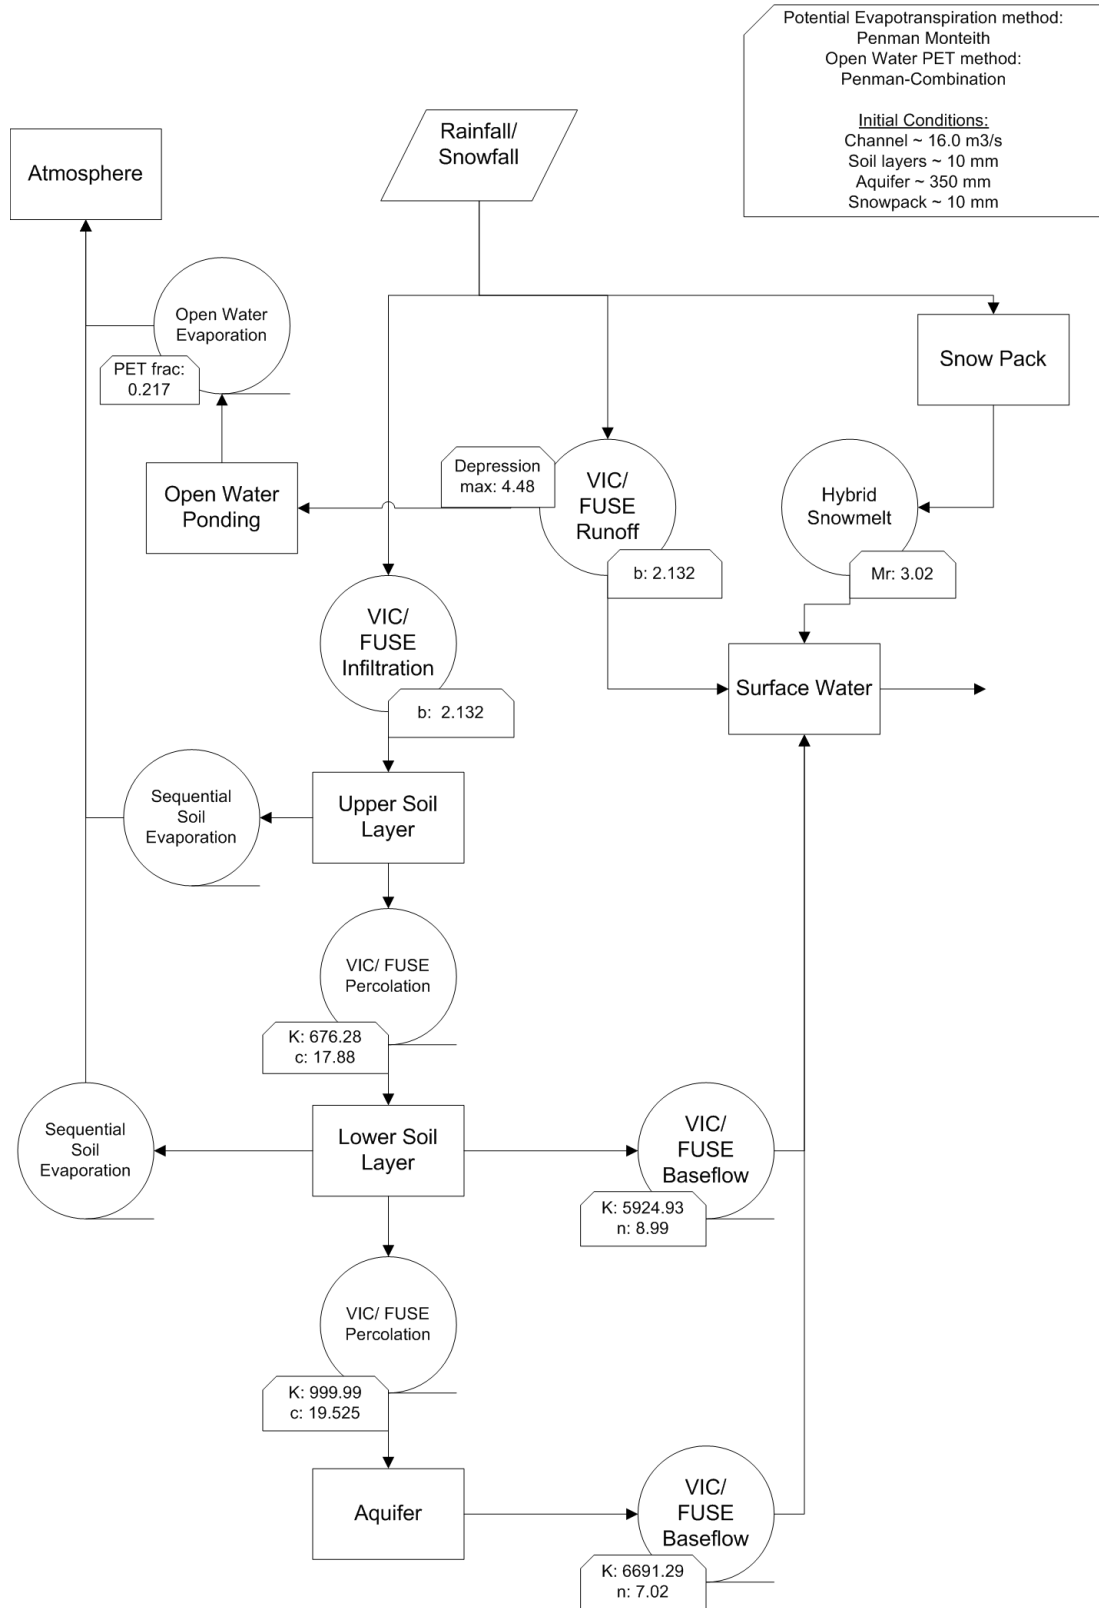 Potential Evapotranspiration method:
Penman Monteith
Open Water PET method:
Penman-Combination
Initial Conditions:
Channel ~ 16.0 m3/s
Soil layers ~ 10 mm
Aquifer ~ 350 mm
Snowpack ~ 10 mm
Rainfall/
Snowfall
Atmosphere
Open Water
Evaporation
PET frac:
0.217
Snow Pack
Depression
max: 4.48
VIC/
FUSE
Runoff
b: 2.132
Open Water
Ponding
Hybrid
Snowmelt
Mr: 3.02
VIC/
FUSE
Infiltration
b:  2.132
Surface Water
Sequential
Soil
Evaporation
Upper Soil
Layer
VIC/ FUSE
Percolation
K: 676.28
c: 17.88
Sequential
Soil
Evaporation
Lower Soil
Layer
VIC/
FUSE
Baseflow
K: 5924.93
n: 8.99
VIC/ FUSE
Percolation
K: 999.99
c: 19.525
Aquifer
VIC/
FUSE
Baseflow
K: 6691.29
n: 7.02